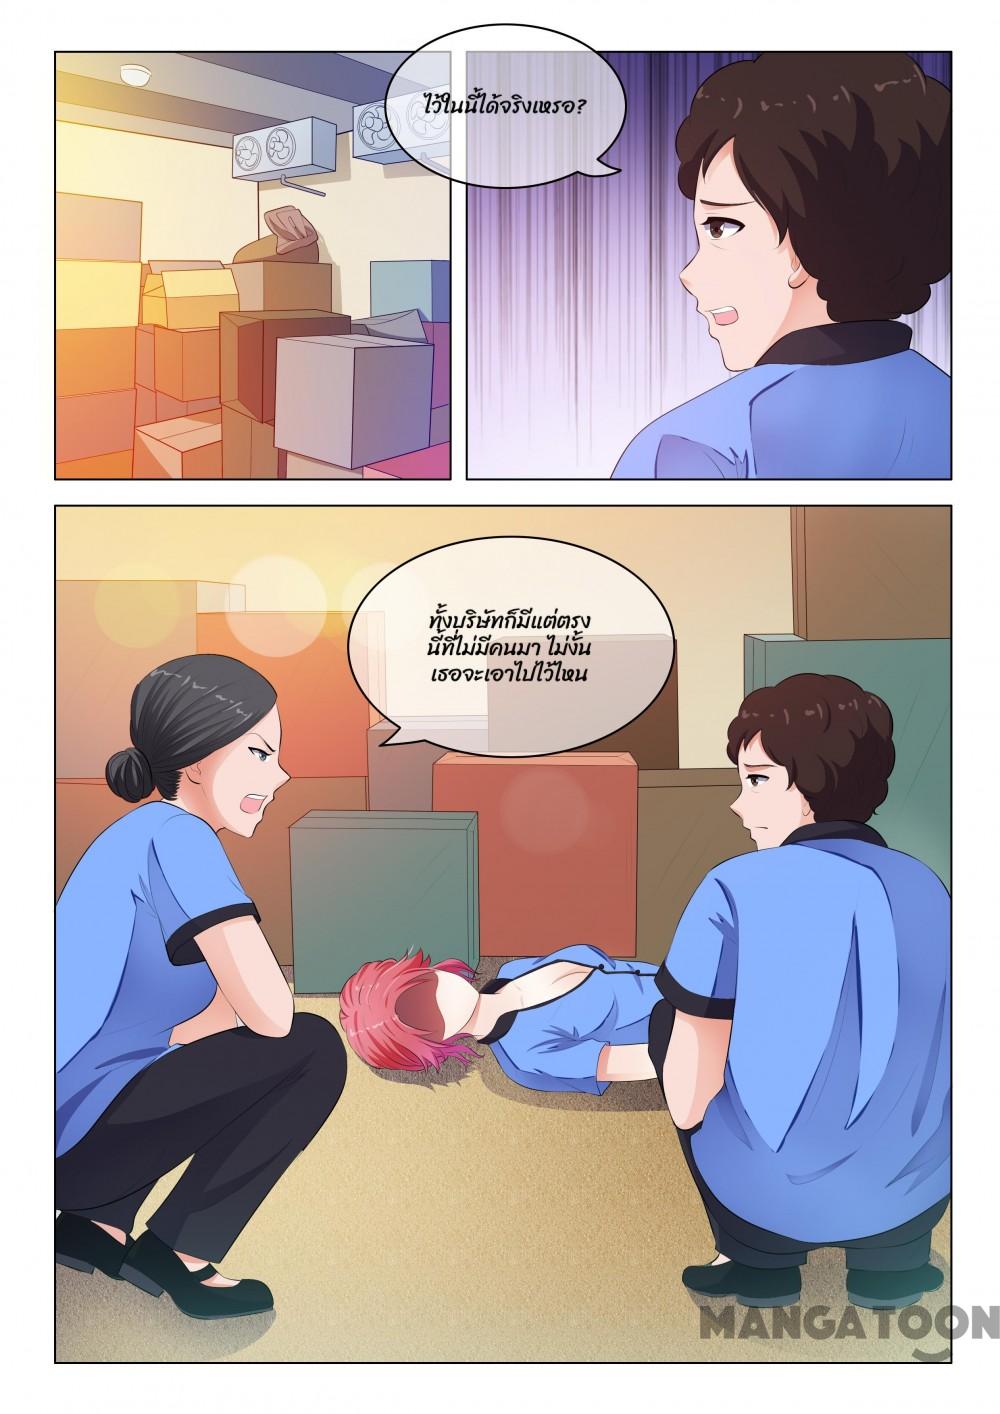 ไว้ในนี้ได้จริงเหรอ?
ทั้งบริษัทก็มีแต่ตรง
นี้ที่ไม่มีคนมา ไม่งั้น
เธอจะเอาไปไว้ไหน
MANGATOON